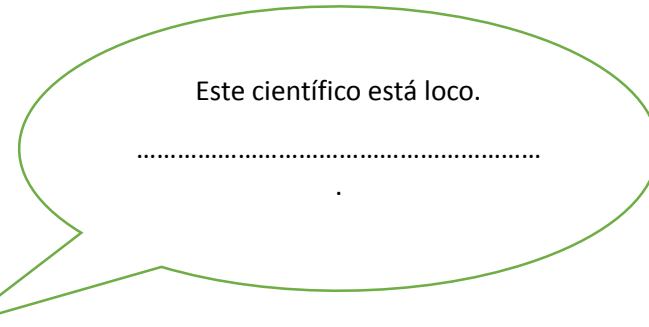 Este científico está loco.
……………………………………………………
.